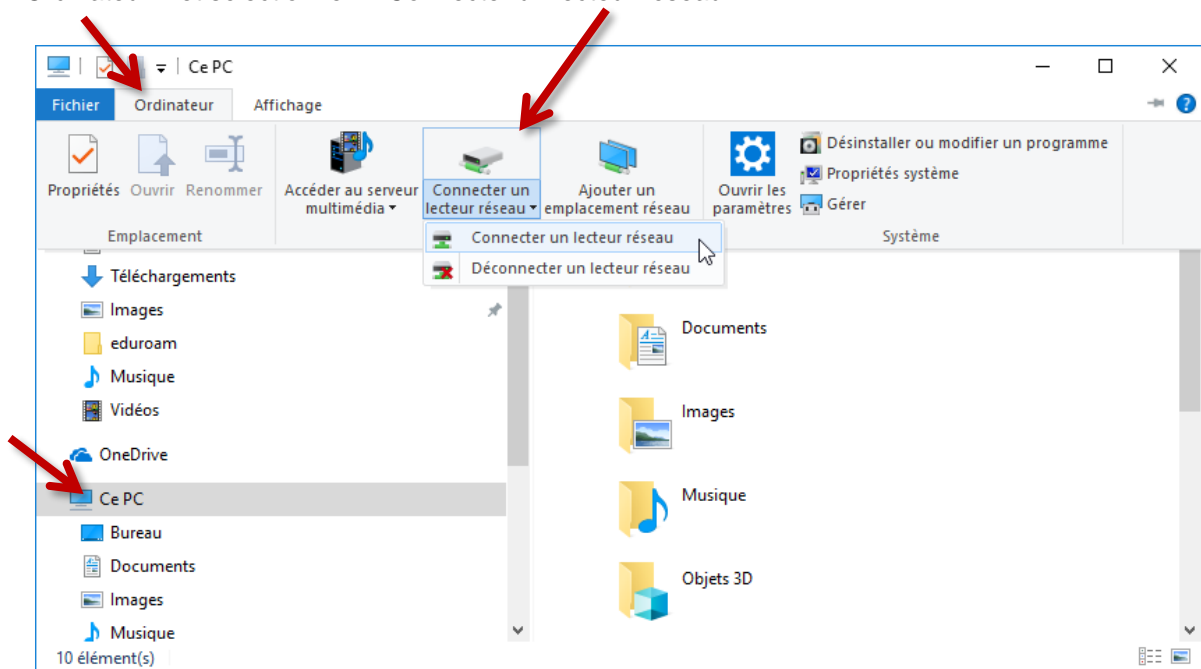 Ce PC
Fichier Ordinateur Affichage
Propriétés Ouvrir Renommer
Accéder au serveur
multimédia
Connecter un
lecteur réseau
Ajouter un
emplacement réseau
Ouvrir les
paramètres
Désinstaller ou modifier un programme
Propriétés système
Gérer
Emplacement
Système
Connecter un lecteur réseau
Déconnecter un lecteur réseau
Téléchargements
Images
eduroam
Musique
Vidéos
OneDrive
Ce PC
Bureau
Documents
Images
Musique
Documents
Images
Musique
Objets 3D
10 élément(s)